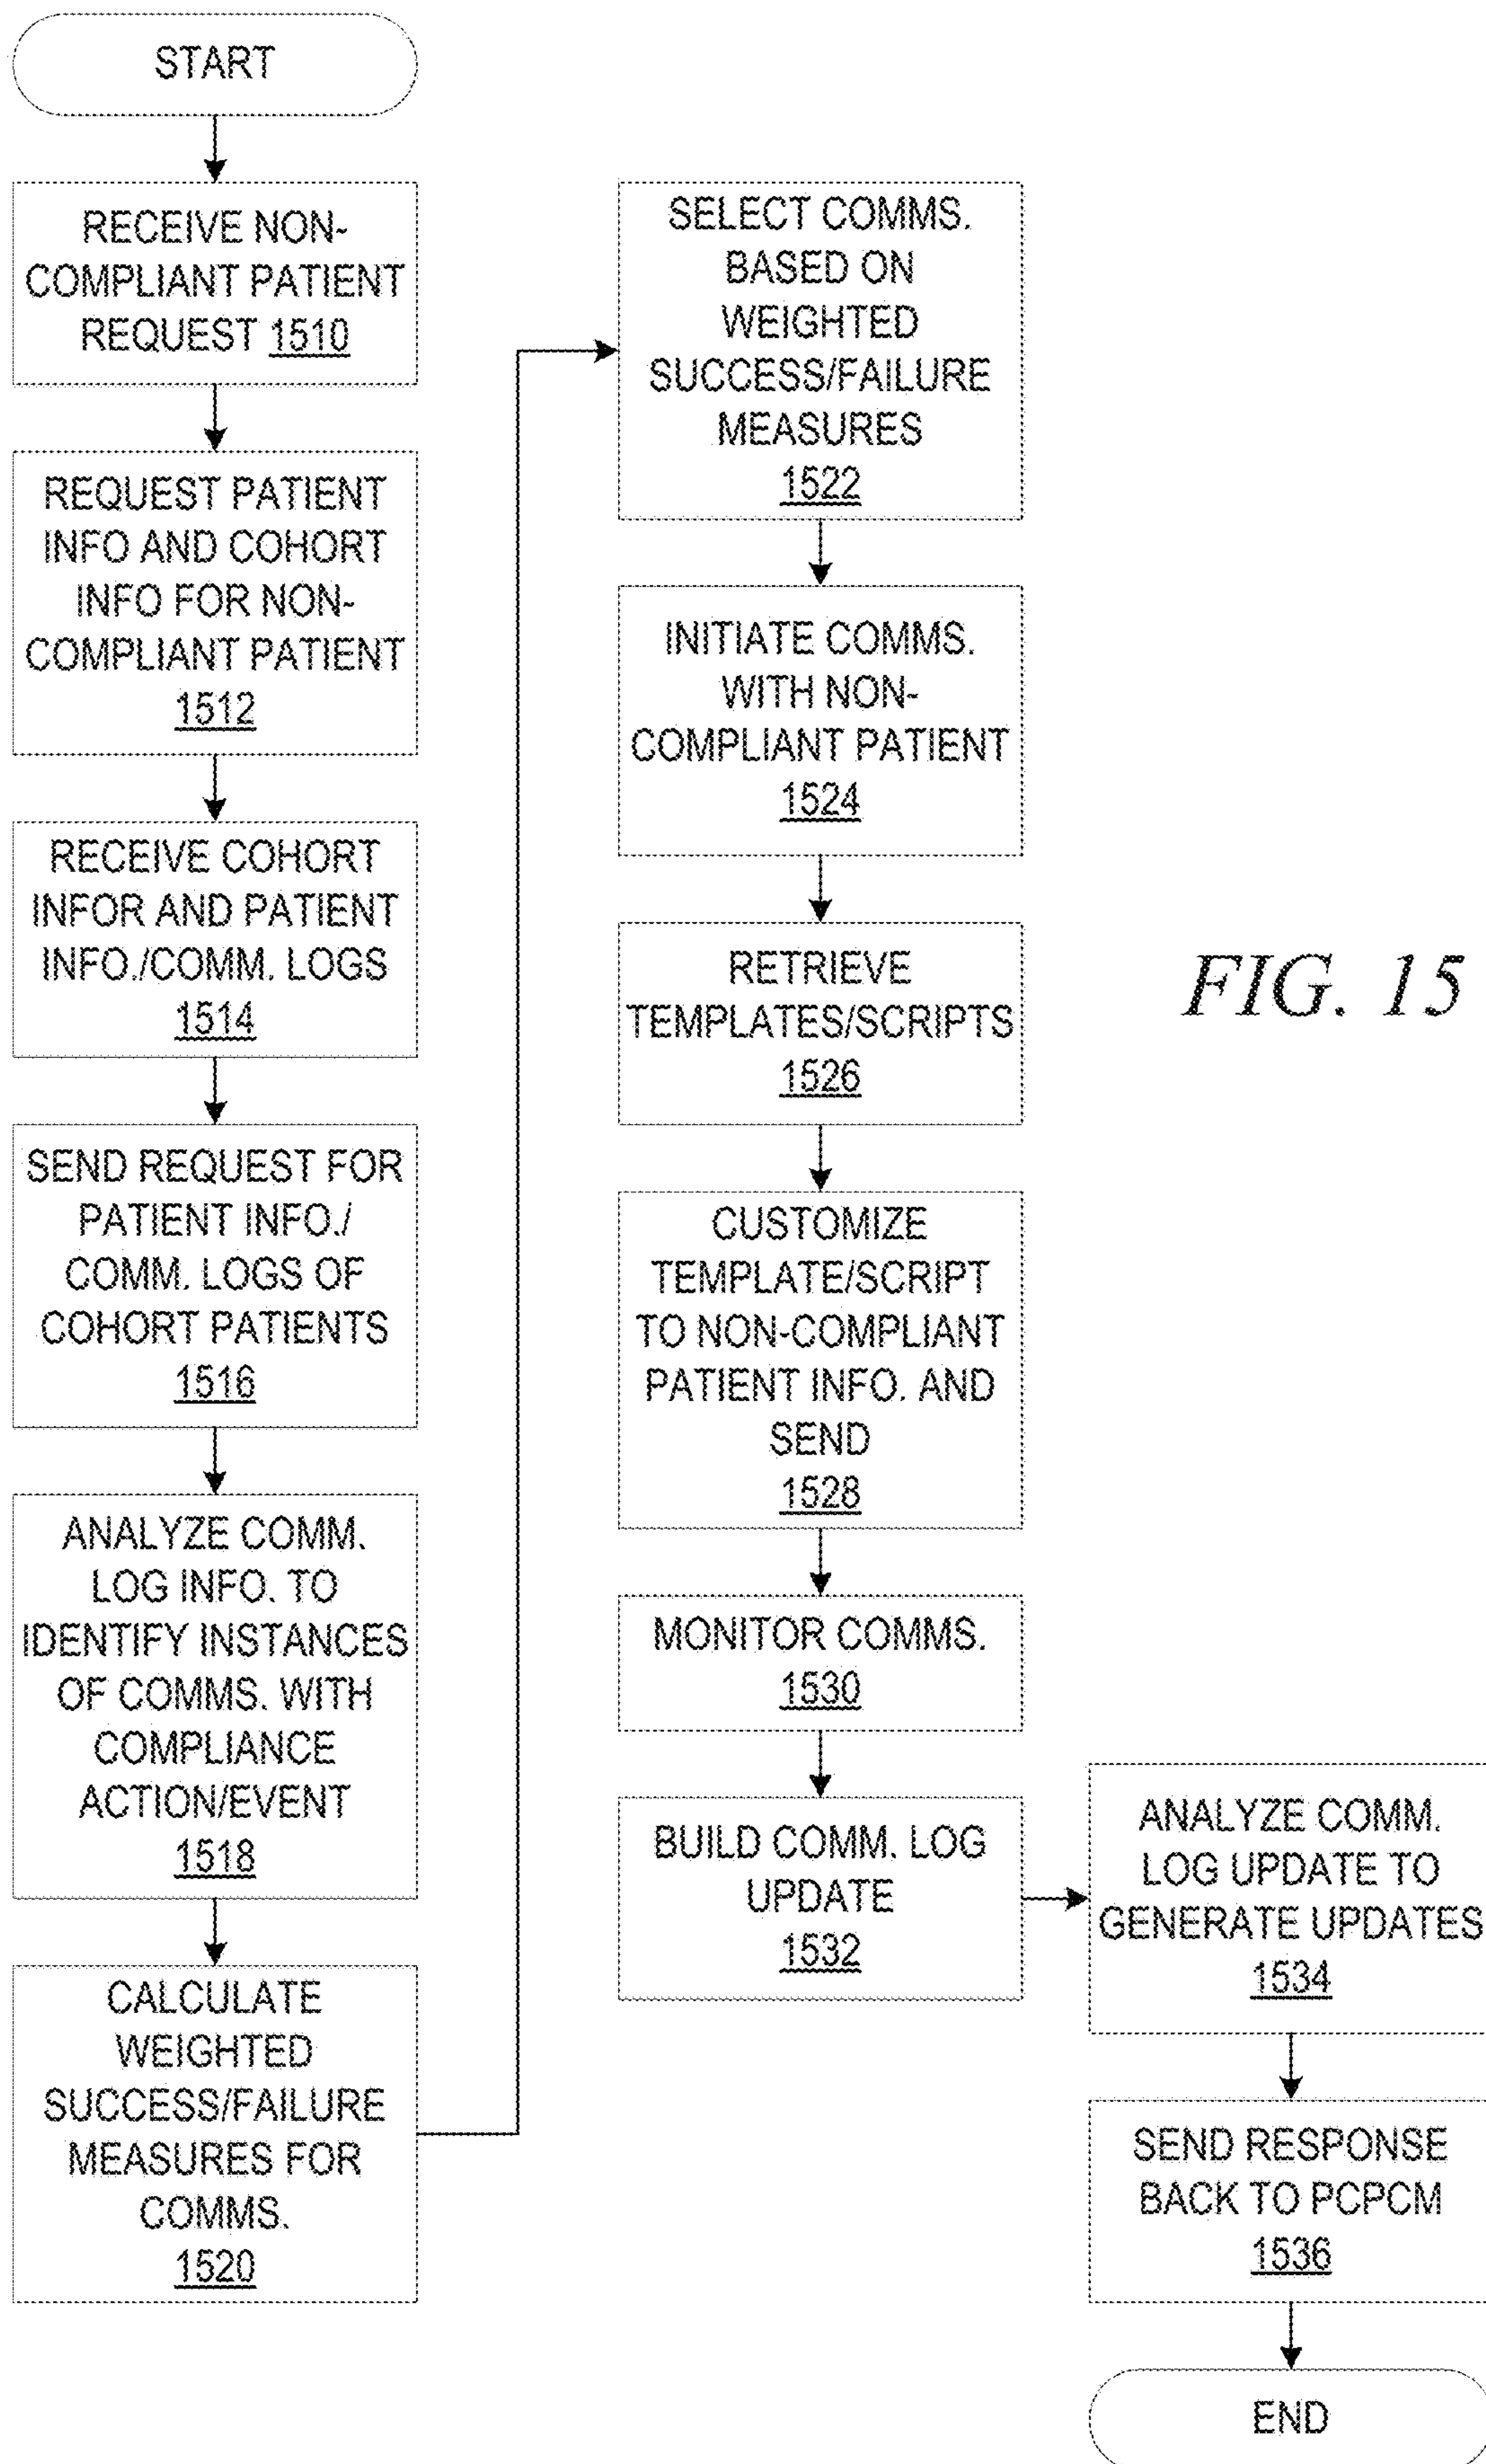 START
RECEIVE NON-
COMPLIANT PATIENT
REQUEST 1510
REQUEST PATIENT
INFO AND COHORT
INFO FOR NON-
COMPLIANT PATIENT
1512
RECEIVE COHORT
INFOR AND PATIENT
INFO./COMM. LOGS
1514
SEND REQUEST FOR
PATIENT INFO./
COMM. LOGS OF
COHORT PATIENTS
1516
ANALYZE COMM.
LOG INFO. TO
IDENTIFY INSTANCES
OF COMMS. WITH
COMPLIANCE
ACTION/EVENT
1518
CALCULATE
WEIGHTED
SUCCESS/FAILURE
MEASURES FOR
COMMS.
1520
SELECT COMMS.
BASED ON
WEIGHTED
SUCCESS/FAILURE
MEASURES
1522
INITIATE COMMS.
WITH NON-
COMPLIANT PATIENT
1524
RETRIEVE
TEMPLATES/SCRIPTS
1526
CUSTOMIZE
TEMPLATE/SCRIPT
TO NON-COMPLIANT
PATIENT INFO. AND
SEND
1528
MONITOR COMMS.
1530
BUILD COMM. LOG
UPDATE
1532
ANALYZE COMM.
LOG UPDATE TO
GENERATE UPDATES
1534
SEND RESPONSE
BACK TO PCPCM
1536
END
FIG. 15